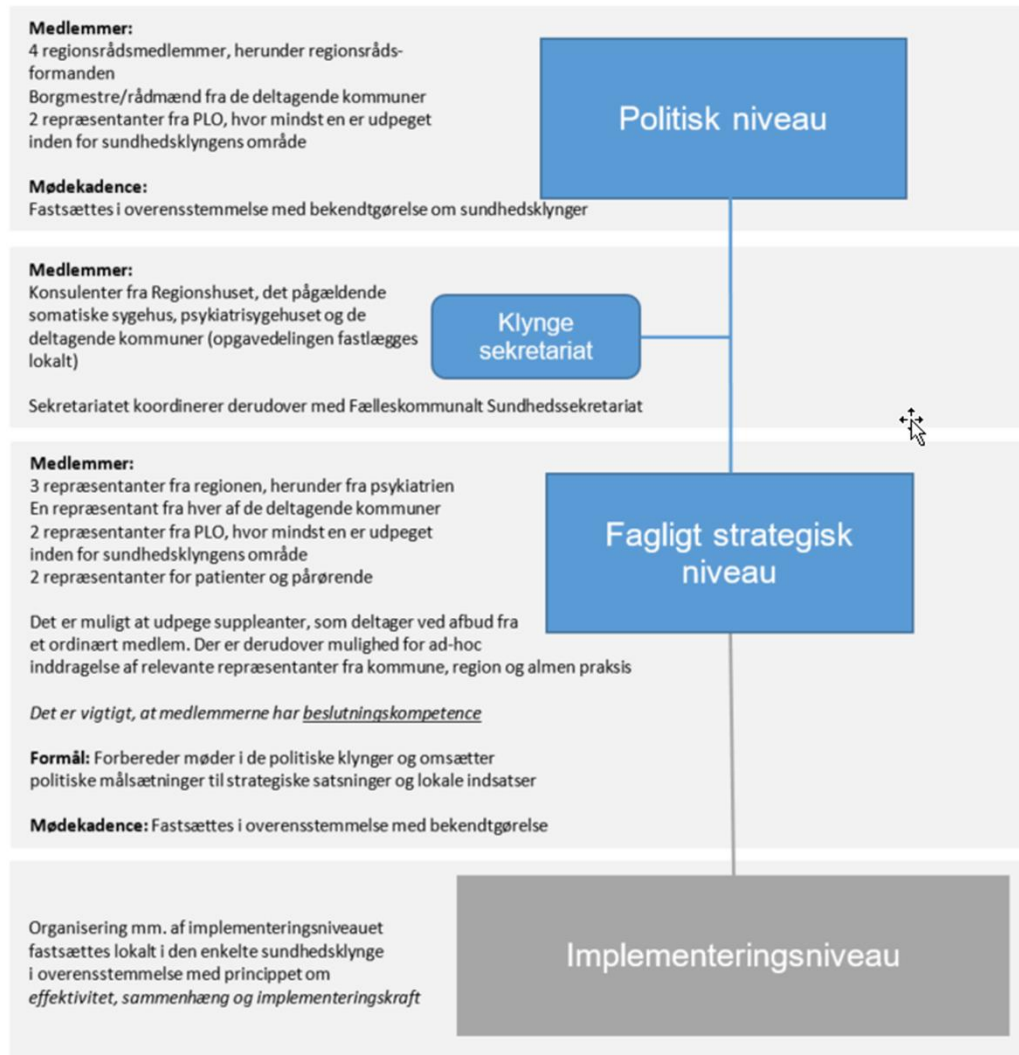 Medlemmer:
4 regionsrådsmedlemmer, herunder regionsråds-
formanden
Borgmestre/rådmænd fra de deltagende kommuner
2 repræsentanter fra PLO, hvor mindst en er udpeget
inden for sundhedsklyngens område
Mødekadence:
Fastsættes i overensstemmelse med bekendtgørelse om sundhedsklynger
Politisk niveau
Medlemmer:
Konsulenter fra Regionshuset, det pågældende
somatiske sygehus, psykiatrisygehuset og de
deltagende kommuner (opgavedelingen fastlægges
lokalt)
Sekretariatet koordinerer derudover med Fælleskommunalt Sundhedssekretariat
Klynge
sekretariat
Medlemmer:
3 repræsentanter fra regionen, herunder fra psykiatrien
En repræsentant fra hver af de deltagende kommuner
2 repræsentanter fra PLO, hvor mindst en er udpeget
inden for sundhedsklyngens område
2 repræsentanter for patienter og pårørende
Det er muligt at udpege suppleanter, som deltager ved afbud fra
et ordinært medlem. Der er derudover mulighed for ad-hoc
inddragelse af relevante repræsentanter fra kommune, region og almen praksis
Det er vigtigt, at medlemmerne har beslutningskompetence
Formål: Forbereder møder i de politiske klynger og omsætter
politiske målsætninger til strategiske satsninger og lokale indsatser
Mødekadence: Fastsættes i overensstemmelse med bekendtgørelse
Fagligt strategisk
niveau
Organisering mm. af implementeringsniveauet
fastsættes lokalt i den enkelte sundhedsklynge
i overensstemmelse med princippet om
effektivitet, sammenhæng og implementeringskraft
Implementeringsniveau